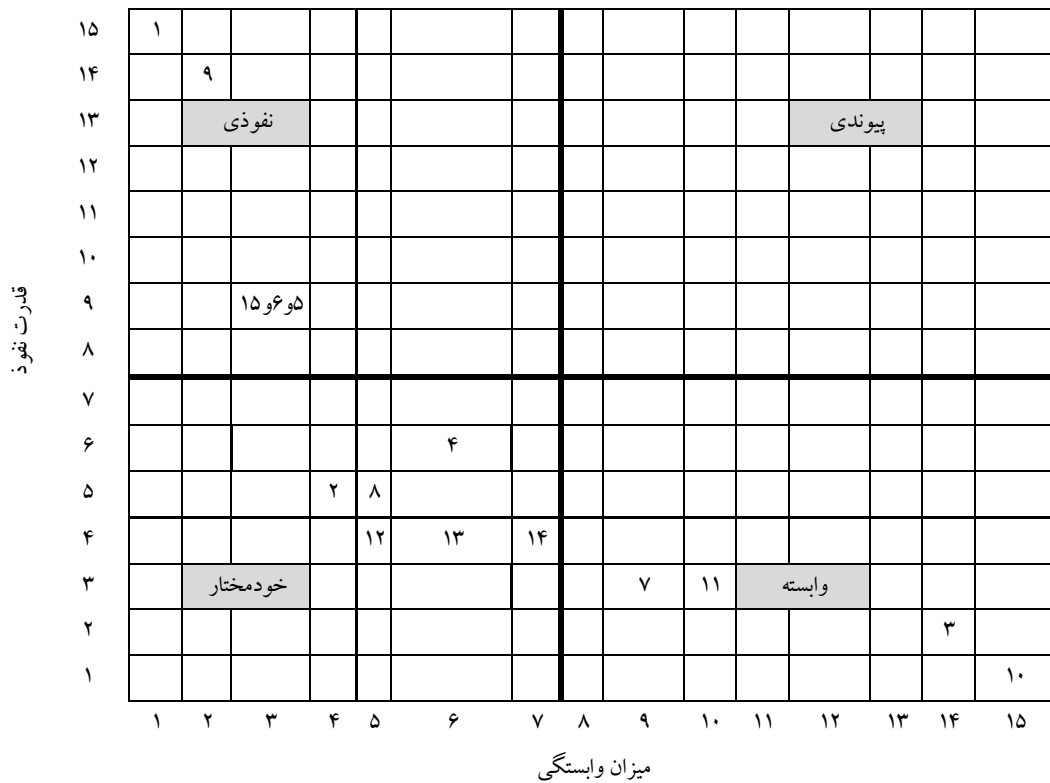 ۱۵ ۱
۱۴ ۹
۱۳ نفوذی پیوندی
۱۲
۱۱
۱۰
۹ ۵و۶و۱۵
۸
۷
۶ ۴
۵ ۲ ۸
۴ ۱۲ ۱۳ ۱۴
۳ خودمختار ۷ ۱۱ وابسته
۲ ۳
۱ ۱۰
۱ ۲ ۳ ۴ ۵ ۶ ۷ ۸ ۹ ۱۰ ۱۱ ۱۲ ۱۳ ۱۴ ۱۵
میزان وابستگی
قدرت نفوذ